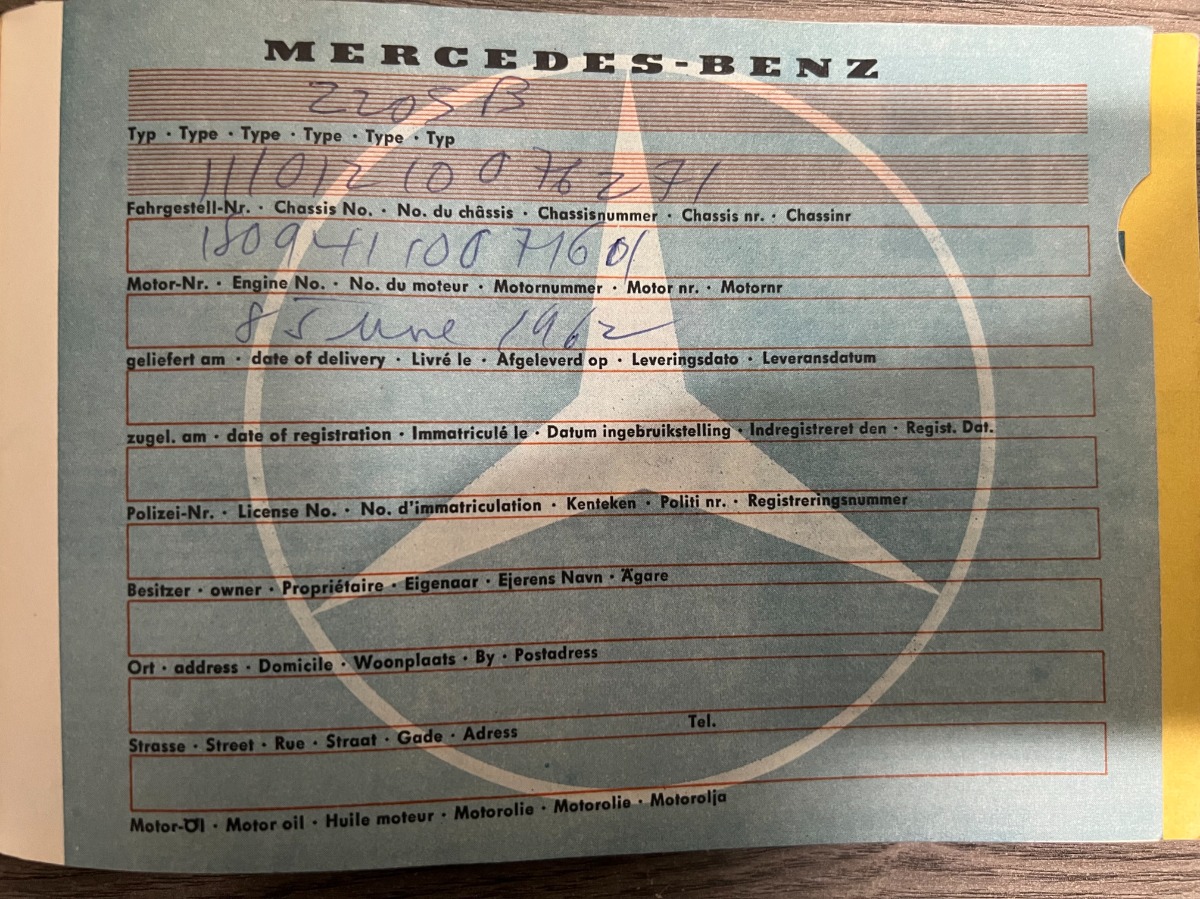 MERCEDES-BENZ
220SB
Typ · Type · Type · Type · Type · Typ
111012 10 076271
Fahrgestell-Nr. · Chassis No. · No. du châssis · Chassisnummer · Chassis nr. · Chassinr
180941 10 071601
Motor-Nr. · Engine No. · No. du moteur · Motornummer · Motor nr. · Motornr
8 June 1962
geliefert am · date of delivery · Livré le · Afgeleverd op · Leveringsdato · Leveransdatum
zugel. am · date of registration · Immatriculé le · Datum ingebruikstelling · Indregistreret den · Regist. Dat.
Polizei-Nr. · License No. · No. d'immatriculation · Kenteken · Politi nr. · Registreringsnummer
Besitzer · owner · Propriétaire · Eigenaar · Ejerens Navn · Ägare
Ort · address · Domicile · Woonplaats · By · Postadress
Strasse · Street · Rue · Straat · Gade · Adress Tel.
Motor-Öl · Motor oil · Huile moteur · Motorolie · Motorolie · Motorolja